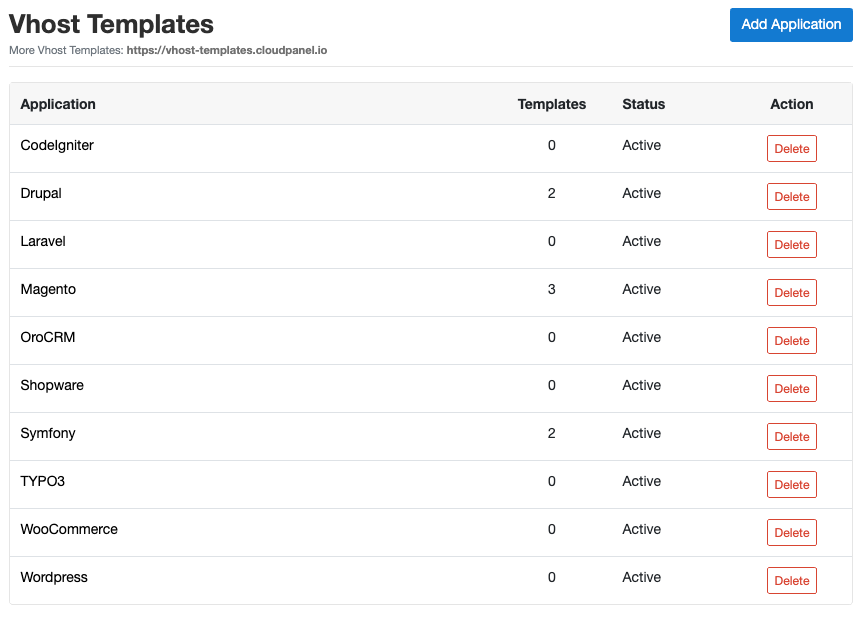 Vhost Templates
Add Application
More Vhost Templates: https://vhost-templates.cloudpanel.io
Application Templates Status Action
CodeIgniter 0 Active Delete
Drupal 2 Active Delete
Laravel 0 Active Delete
Magento 3 Active Delete
OroCRM 0 Active Delete
Shopware 0 Active Delete
Symfony 2 Active Delete
TYPO3 0 Active Delete
WooCommerce 0 Active Delete
Wordpress 0 Active Delete